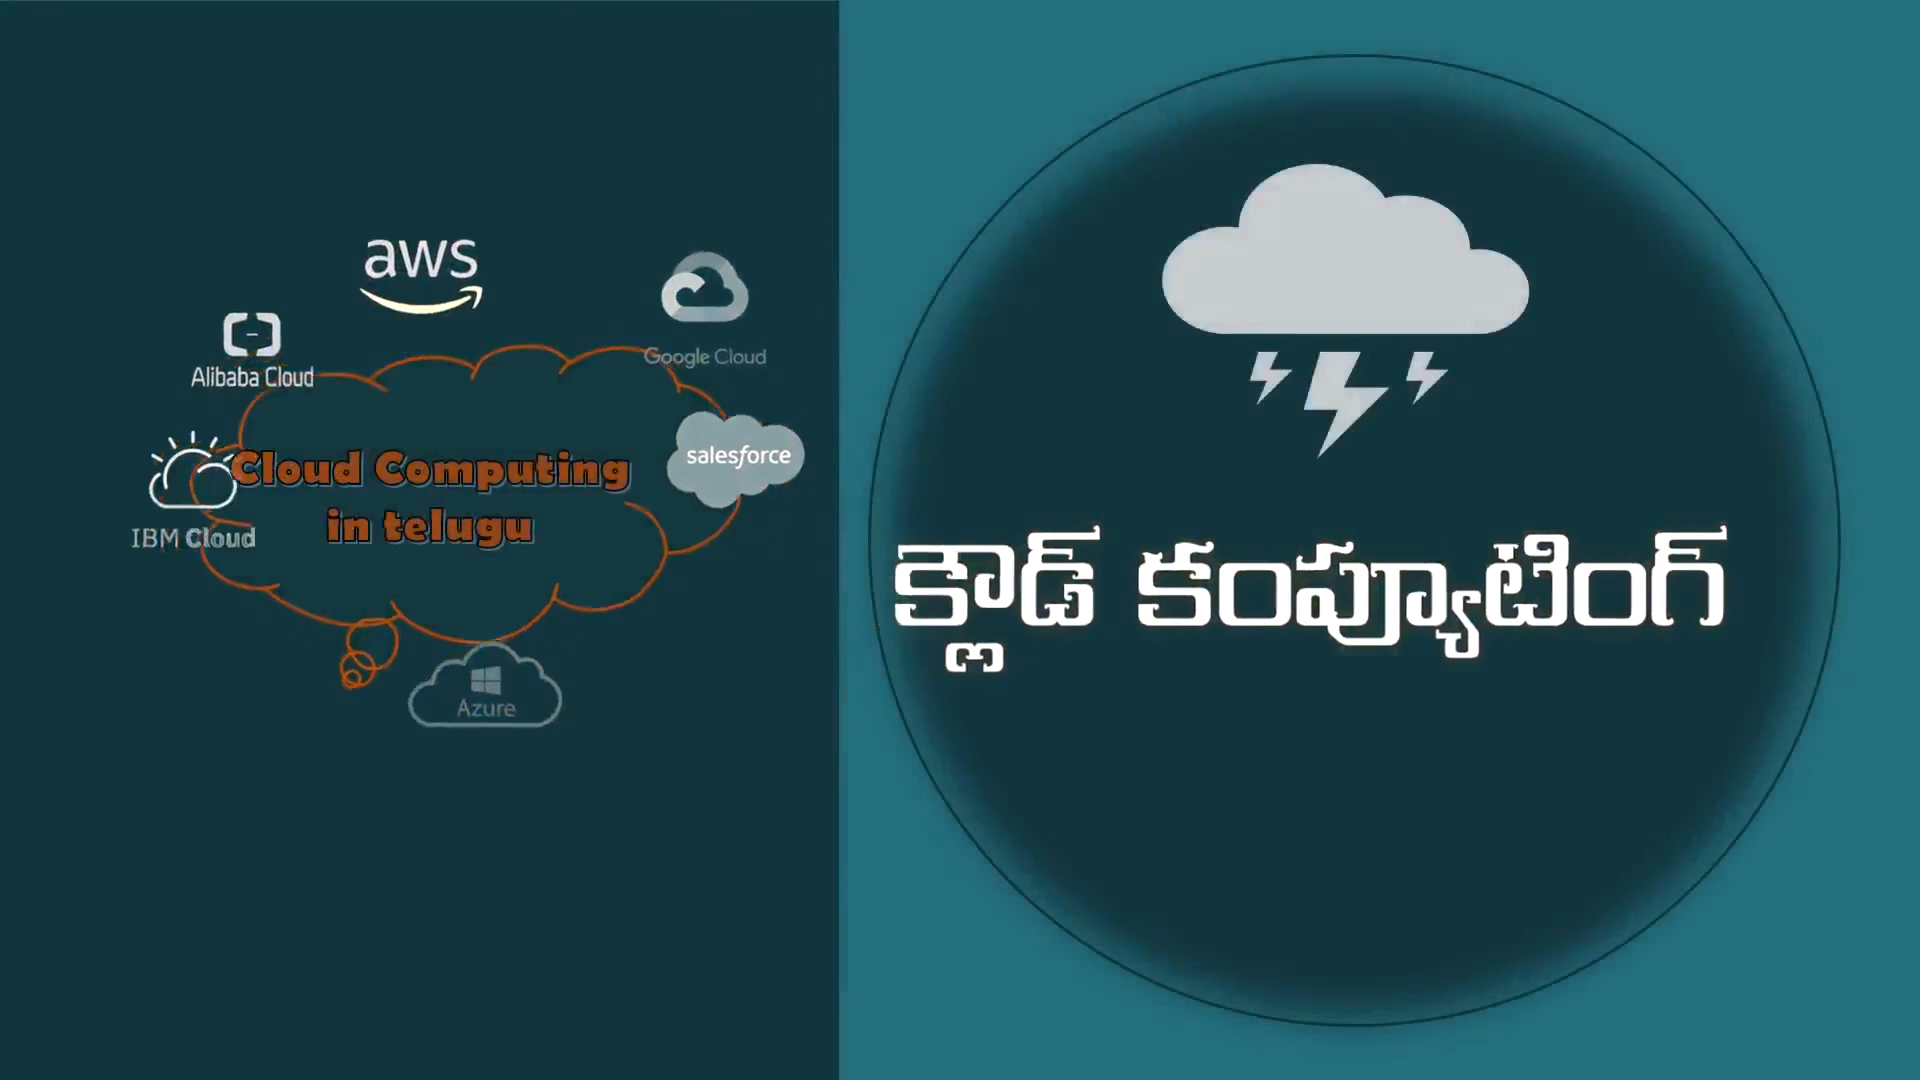 aws
Google Cloud
Alibaba Cloud
salesforce
Cloud Computing
in telugu
IBM Cloud
Azure
క్లౌడ్ కంప్యూటింగ్